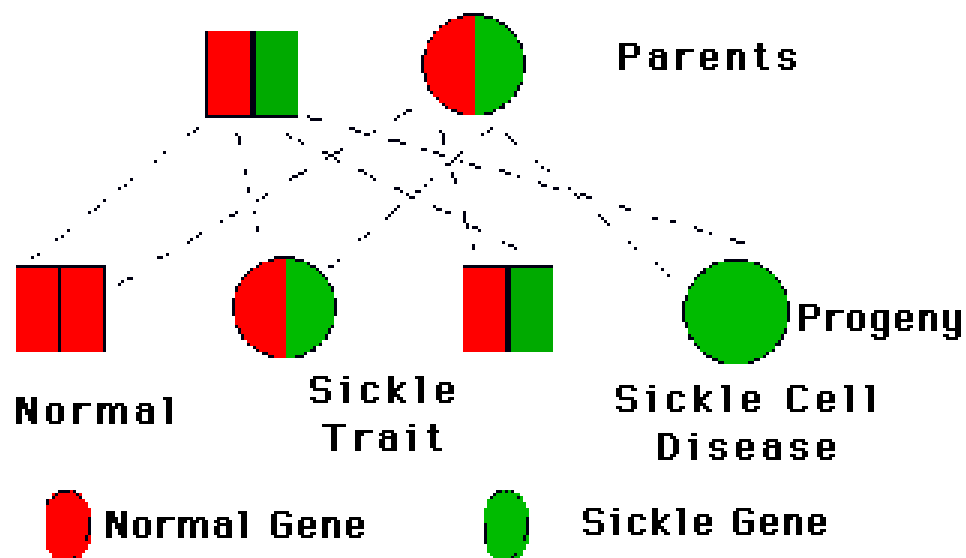 Parents
Progeny
Normal
Sickle
Trait
Sickle Cell
Disease
Normal Gene
Sickle Gene